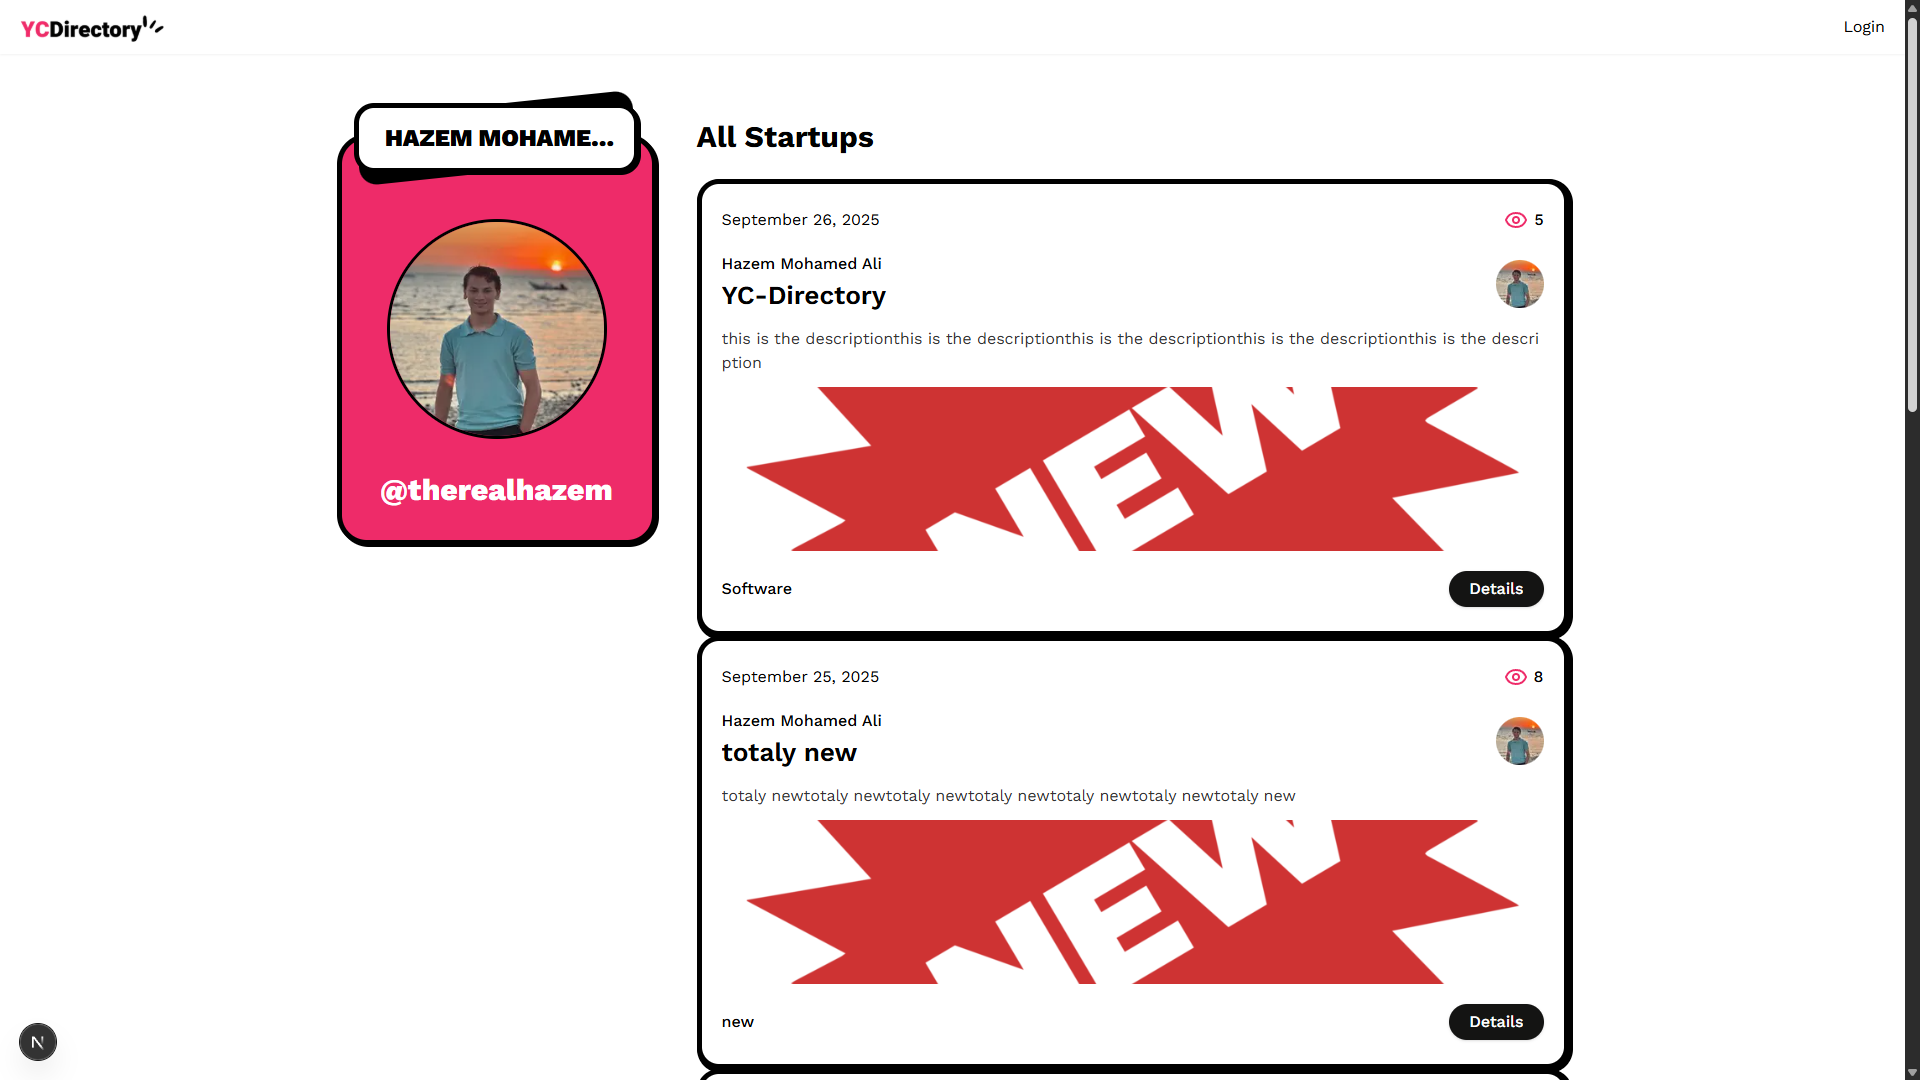 YCDirectory
Login
HAZEM MOHAME...
@therealhazem
All Startups
September 26, 2025
5
Hazem Mohamed Ali
YC-Directory
this is the descriptionthis is the descriptionthis is the descriptionthis is the descriptionthis is the descri
ption
NEW
Software
Details
September 25, 2025
8
Hazem Mohamed Ali
totaly new
totaly newtotaly newtotaly newtotaly newtotaly newtotaly newtotaly new
NEW
new
Details
N